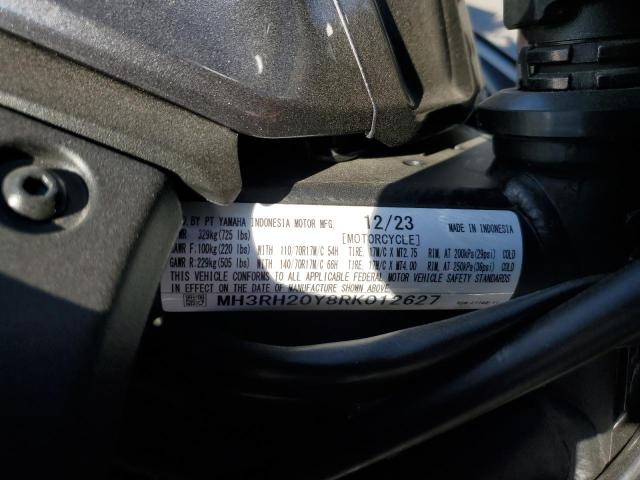 BY PT YAMAHA INDONESIA MOTOR MFG. 12/23 MADE IN INDONESIA
329kg(725 lbs) [MOTORCYCLE]
GAWR F:100kg(220 lbs) WITH 110/70R17M/C 54H TIRE, 17M/C X MT2.75 RIM, AT 200kPa(29psi) COLD
GAWR R:229kg(505 lbs) WITH 140/70R17M/C 66H TIRE, 17M/C X MT4.00 RIM, AT 250kPa(36psi) COLD
THIS VEHICLE CONFORMS TO ALL APPLICABLE FEDERAL MOTOR VEHICLE SAFETY STANDARDS
IN EFFECT ON THE DATE OF MANUFACTURE SHOWN ABOVE.
MH3RH20Y8RK012627